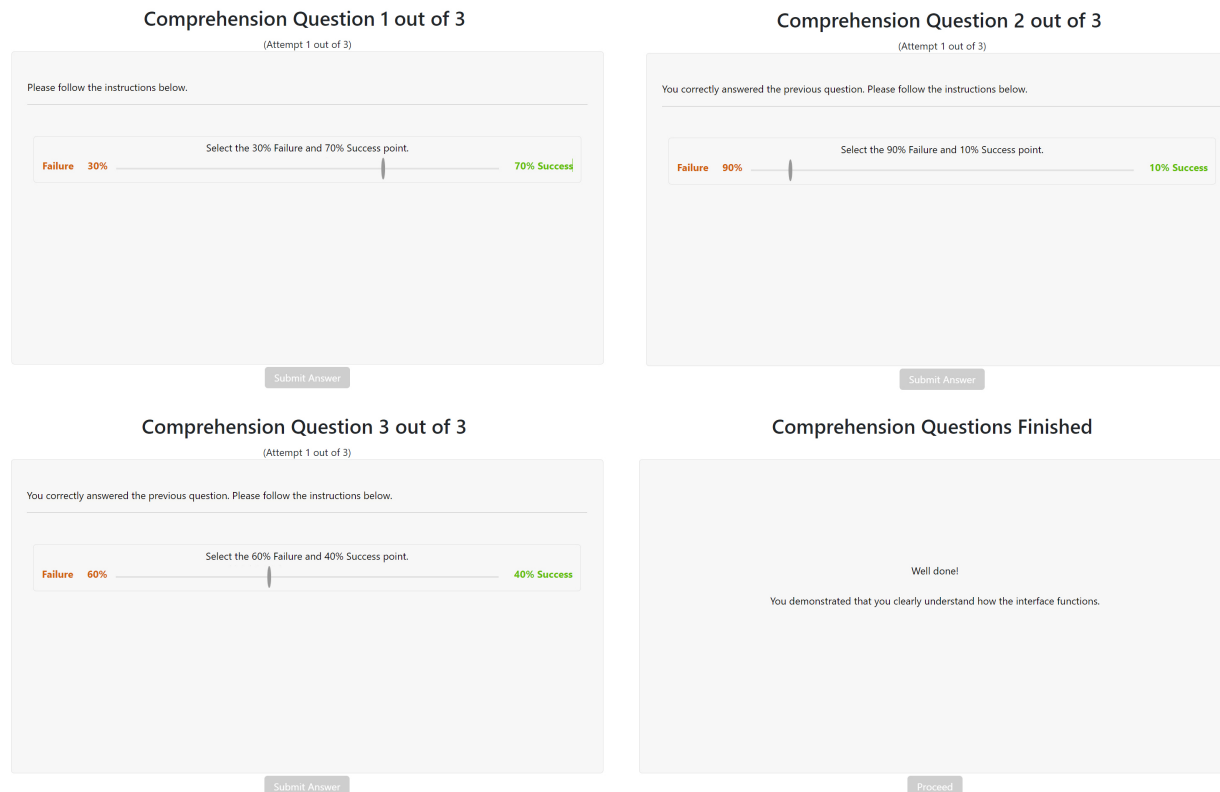 Comprehension Question 1 out of 3
(Attempt 1 out of 3)
Please follow the instructions below.
Select the 30% Failure and 70% Success point.
Failure 30% 70% Success
Submit Answer
Comprehension Question 2 out of 3
(Attempt 1 out of 3)
You correctly answered the previous question. Please follow the instructions below.
Select the 90% Failure and 10% Success point.
Failure 90% 10% Success
Submit Answer
Comprehension Question 3 out of 3
(Attempt 1 out of 3)
You correctly answered the previous question. Please follow the instructions below.
Select the 60% Failure and 40% Success point.
Failure 60% 40% Success
Submit Answer
Comprehension Questions Finished
Well done!
You demonstrated that you clearly understand how the interface functions.
Proceed